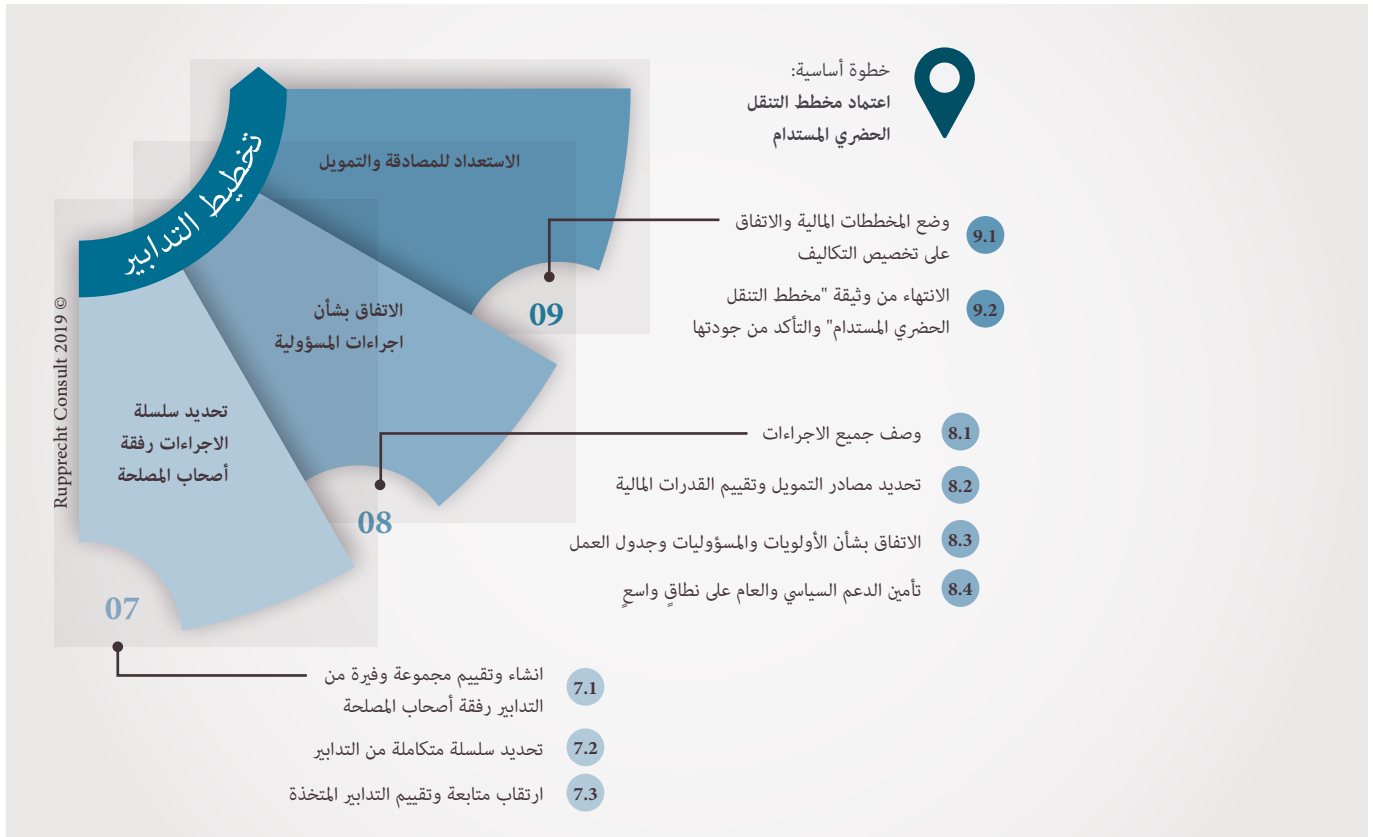 خطوة أساسية:
اعتماد مخطط التنقل
الحضري المستدام
تخطيط التدابير
الاستعداد للمصادقة والتمويل
09
9.1
وضع المخططات المالية والاتفاق
على تخصيص التكاليف
9.2
الانتهاء من وثيقة "مخطط التنقل
الحضري المستدام" والتأكد من جودتها
الاتفاق بشأن
اجراءات المسؤولية
08
8.1
وصف جميع الاجراءات
8.2
تحديد مصادر التمويل وتقييم القدرات المالية
8.3
الاتفاق بشأن الأولويات والمسؤوليات وجدول العمل
8.4
تأمين الدعم السياسي والعام على نطاقٍ واسعٍ
تحديد سلسلة
الاجراءات رفقة
أصحاب المصلحة
07
7.1
انشاء وتقييم مجموعة وفيرة من
التدابير رفقة أصحاب المصلحة
7.2
تحديد سلسلة متكاملة من التدابير
7.3
ارتقاب متابعة وتقييم التدابير المتخذة
Rupprecht Consult 2019 ©